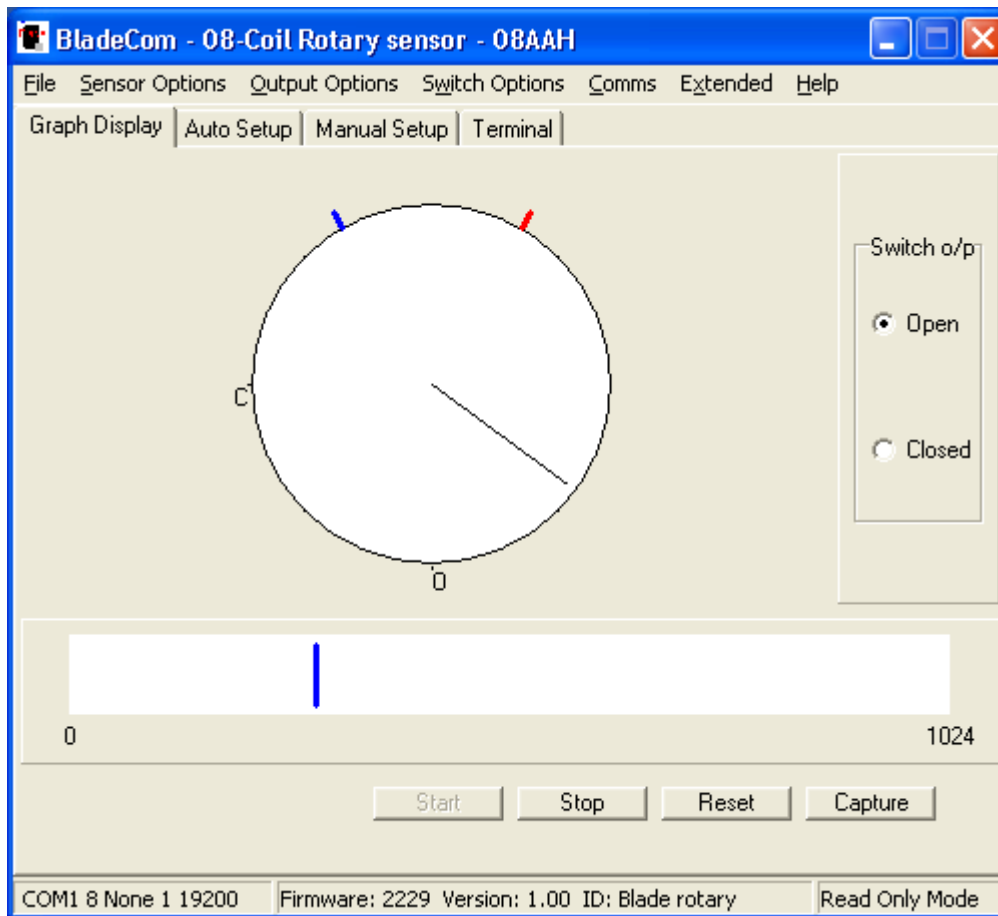 BladeCom - 08-Coil Rotary sensor - 08AAH
File Sensor Options Output Options Switch Options Comms Extended Help
Graph Display Auto Setup Manual Setup Terminal
Switch o/p
Open
C
Closed
O
0 1024
Start Stop Reset Capture
COM1 8 None 1 19200 Firmware: 2229 Version: 1.00 ID: Blade rotary Read Only Mode